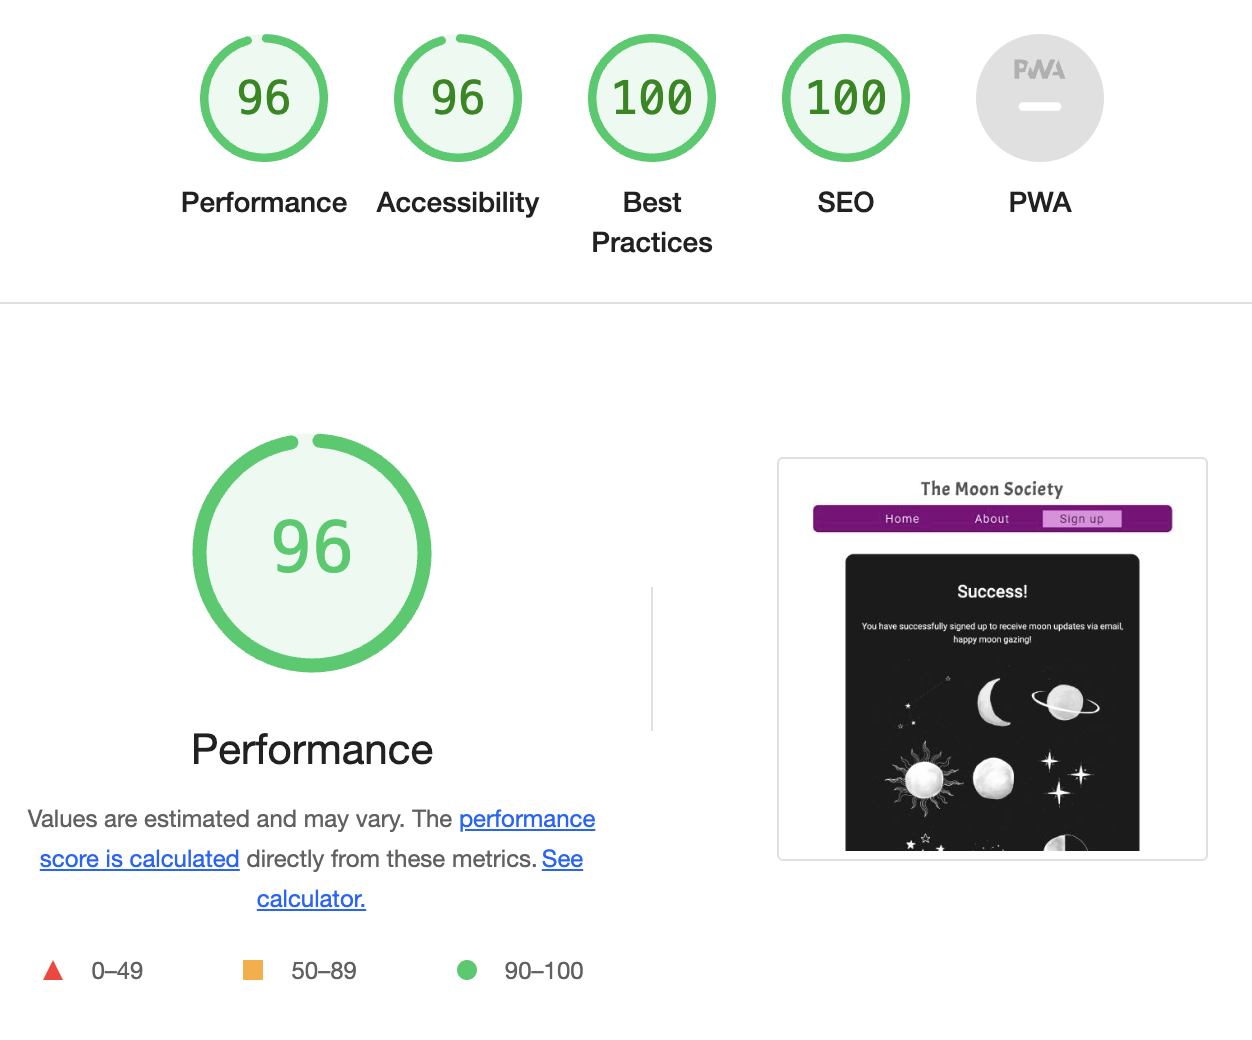 96
96
100
100
PWA
Performance
Accessibility
Best
Practices
SEO
PWA
96
Performance
Values are estimated and may vary. The performance
score is calculated directly from these metrics. See
calculator.
0–49
50–89
90–100
The Moon Society
Home
About
Sign up
Success!
You have successfully signed up to receive moon updates via email,
happy moon gazing!